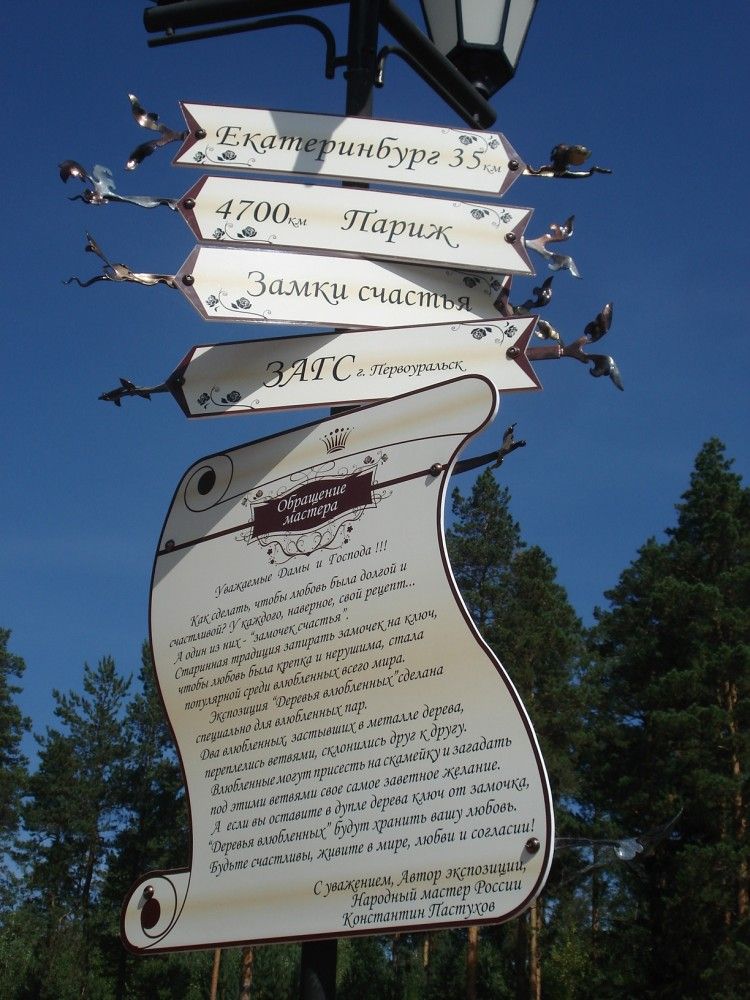 Екатеринбург 35км
4700км Париж
Замки счастья
ЗАГС г. Первоуральск
Обращение
мастера
Уважаемые Дамы и Господа !!!
Как сделать, чтобы любовь была долгой и
счастливой? У каждого, наверное, свой рецепт...
А один из них - "замочек счастья".
Старинная традиция запирать замочек на ключ,
чтобы любовь была крепка и нерушима, стала
популярной среди влюбленных всего мира.
Экспозиция "Деревья влюбленных"сделана
специально для влюбленных пар.
Два влюбленных, застывших в металле дерева,
переплелись ветвями, склонились друг к другу.
Влюбленные могут присесть на скамейку и загадать
под этими ветвями свое самое заветное желание.
А если вы оставите в дупле дерева ключ от замочка,
"Деревья влюбленных" будут хранить вашу любовь.
Будьте счастливы, живите в мире, любви и согласии!
С уважением, Автор экспозиции,
Народный мастер России
Константин Пастухов